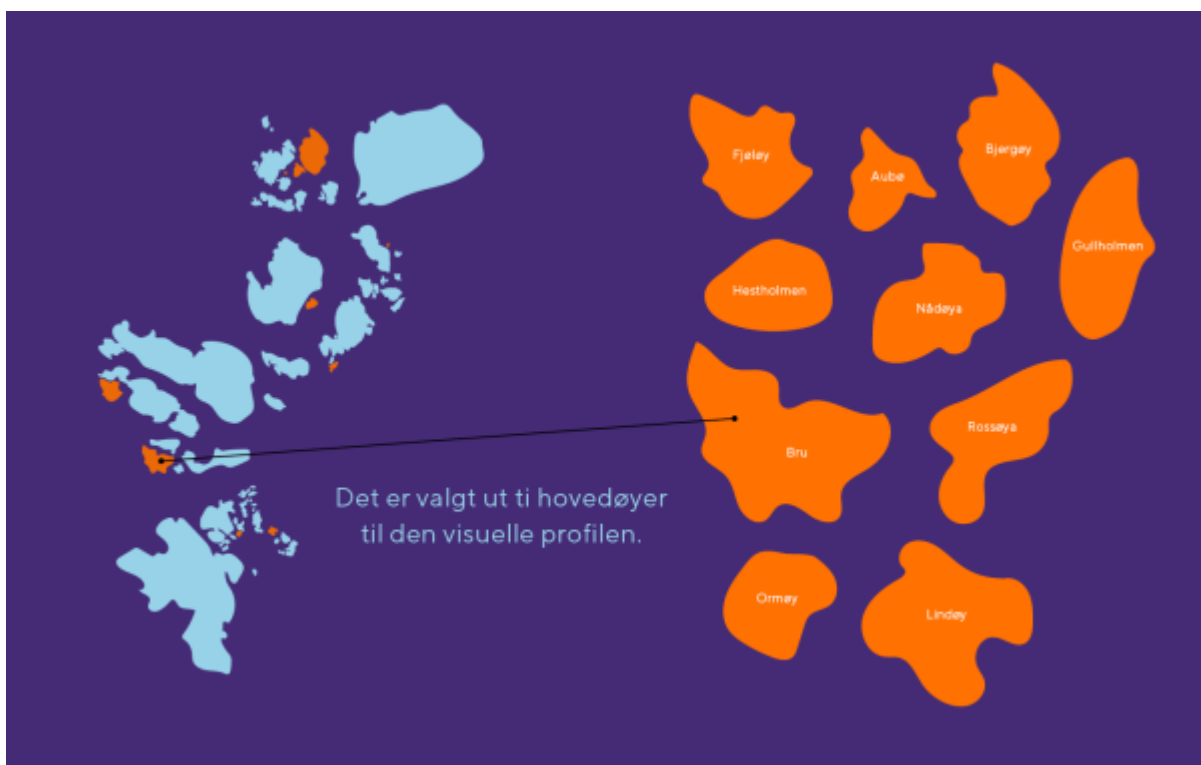 Fjøløy
Aubø
Bjergøy
Gullholmen
Hestholmen
Nådøya
Bru
Rossøya
Det er valgt ut ti hovedøyer
til den visuelle profilen.
Ormøy
Lindøy